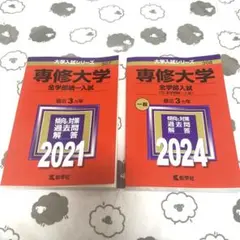 大学入試シリーズ
専修大学
全学部統一入試
最近3カ年
傾向と対策
過去問
解答
2021
教学社
大学入試シリーズ
専修大学
全学部入試
最近3カ年
傾向と対策
過去問
解答
2024
教学社